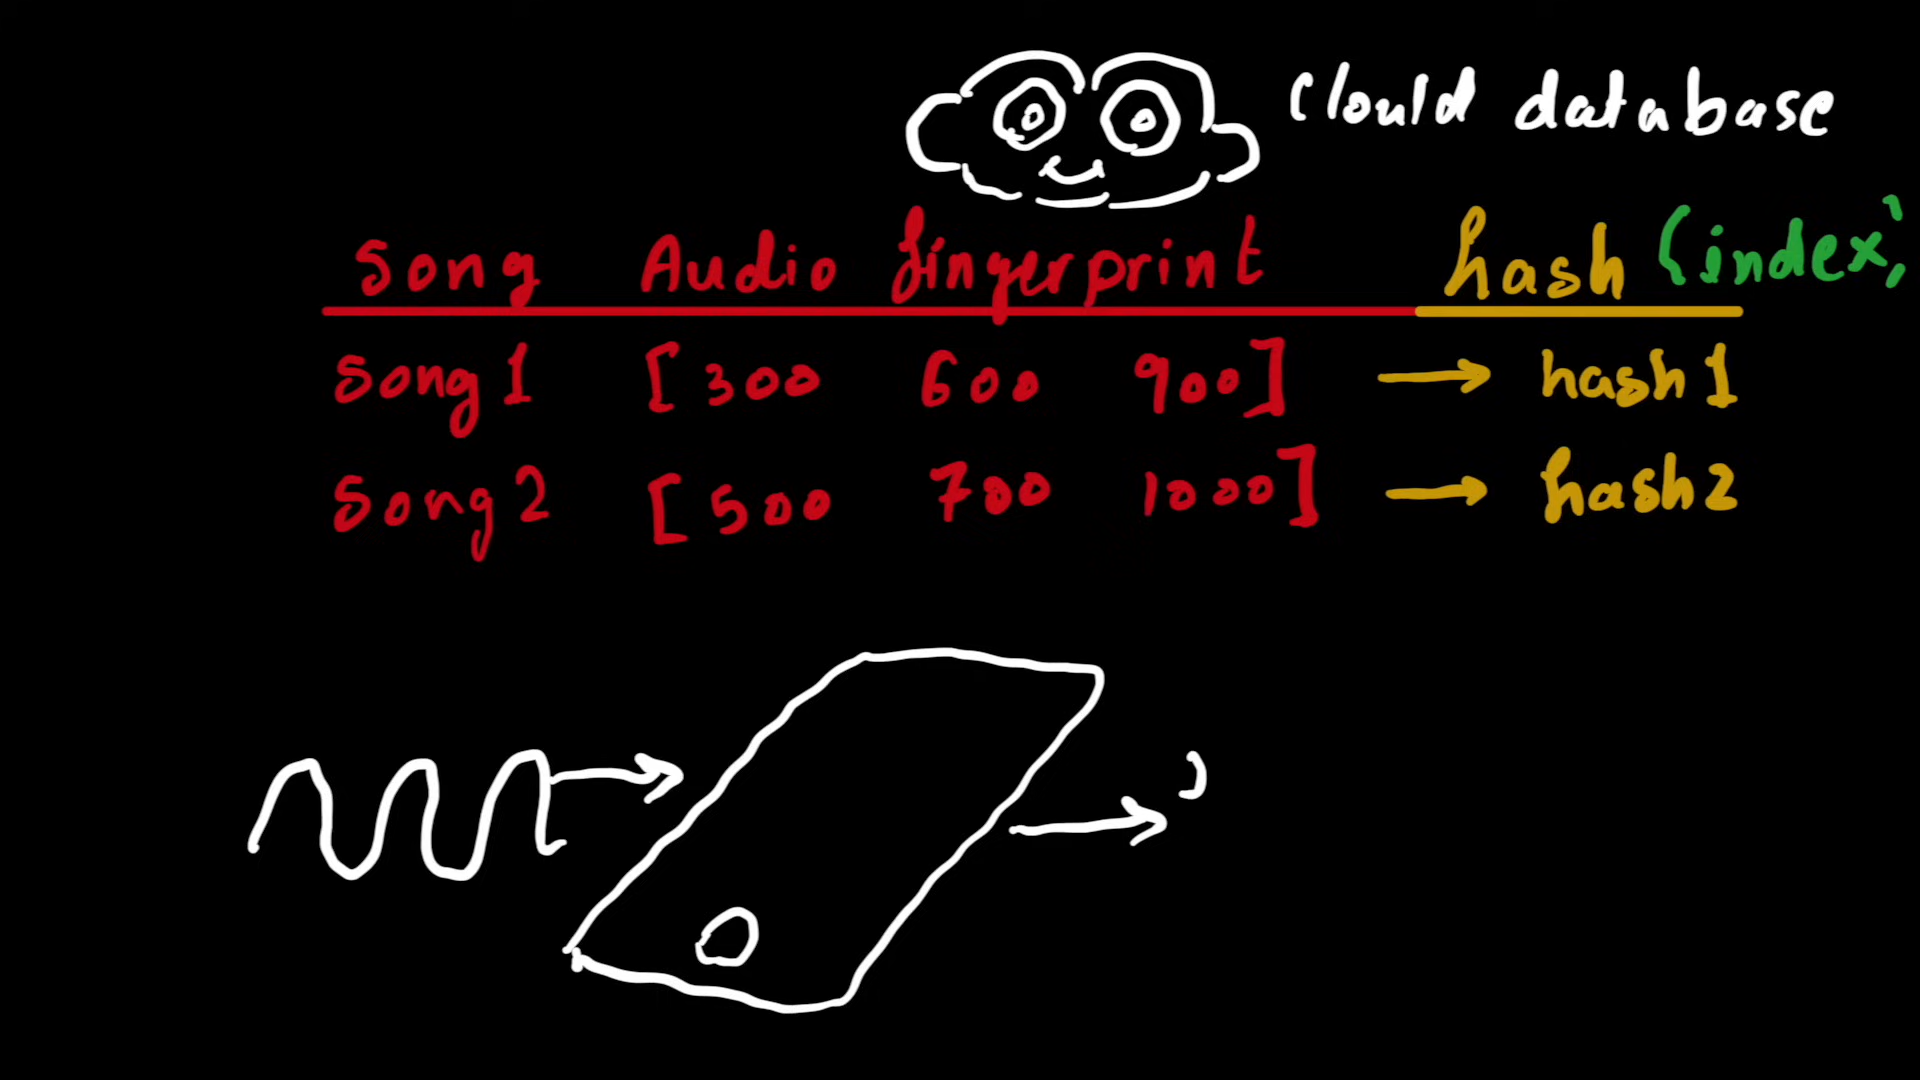 Clould database
Song Audio fingerprint hash (index)
Song 1 [300 600 900] → hash 1
Song 2 [500 700 1000] → hash 2